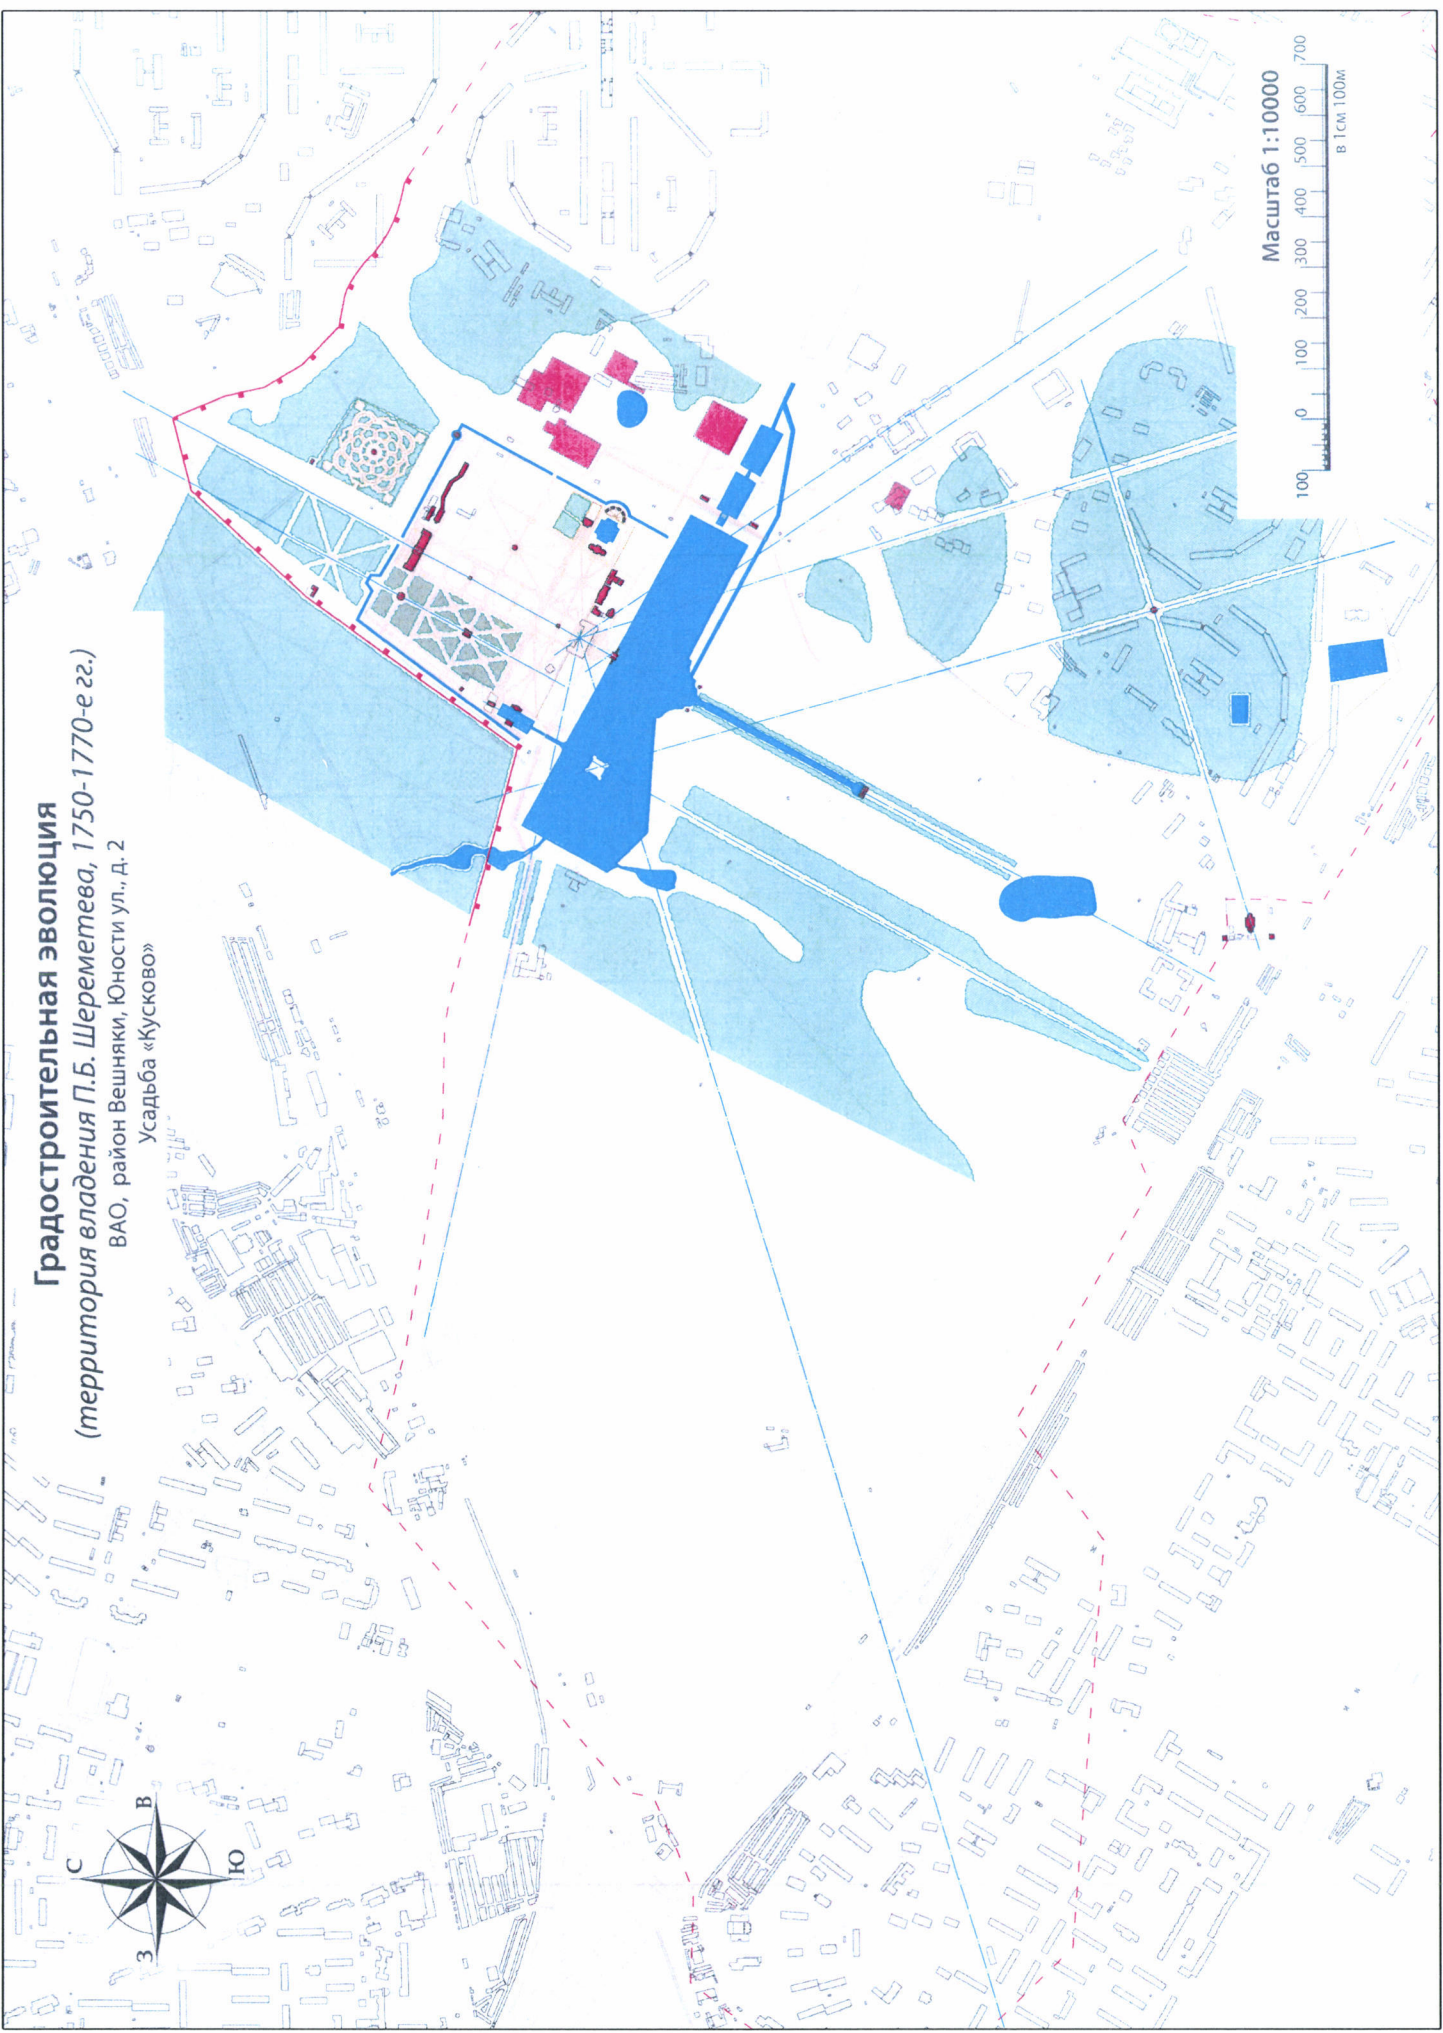 Градостроительная эволюция
(территория владения П.Б. Шереметева, 1750-1770-е гг.)
ВАО, район Вешняки, Юности ул., д. 2
Усадьба «Кусково»
С
З
В
Ю
Масштаб 1:10000
100 0 100 200 300 400 500 600 700
В 1СМ 100М